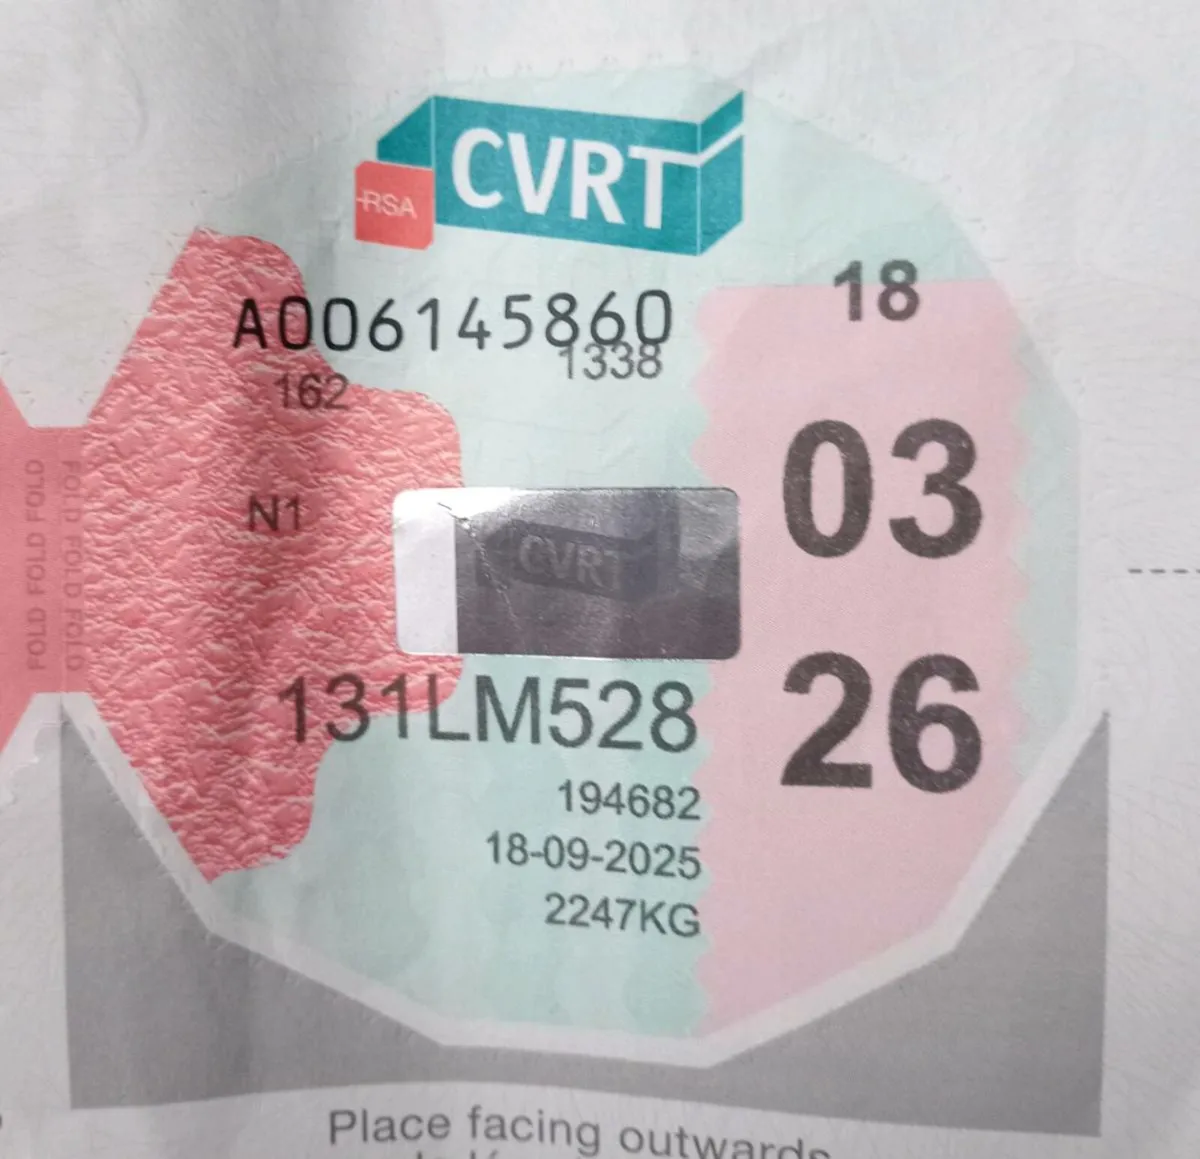 CVRT
RSA
18
A006145860
1338
162
03
N1
CVRT
FOLD FOLD FOLD
FOLD FOLD FOLD
131LM528
26
194682
18-09-2025
2247KG
Place facing outwards